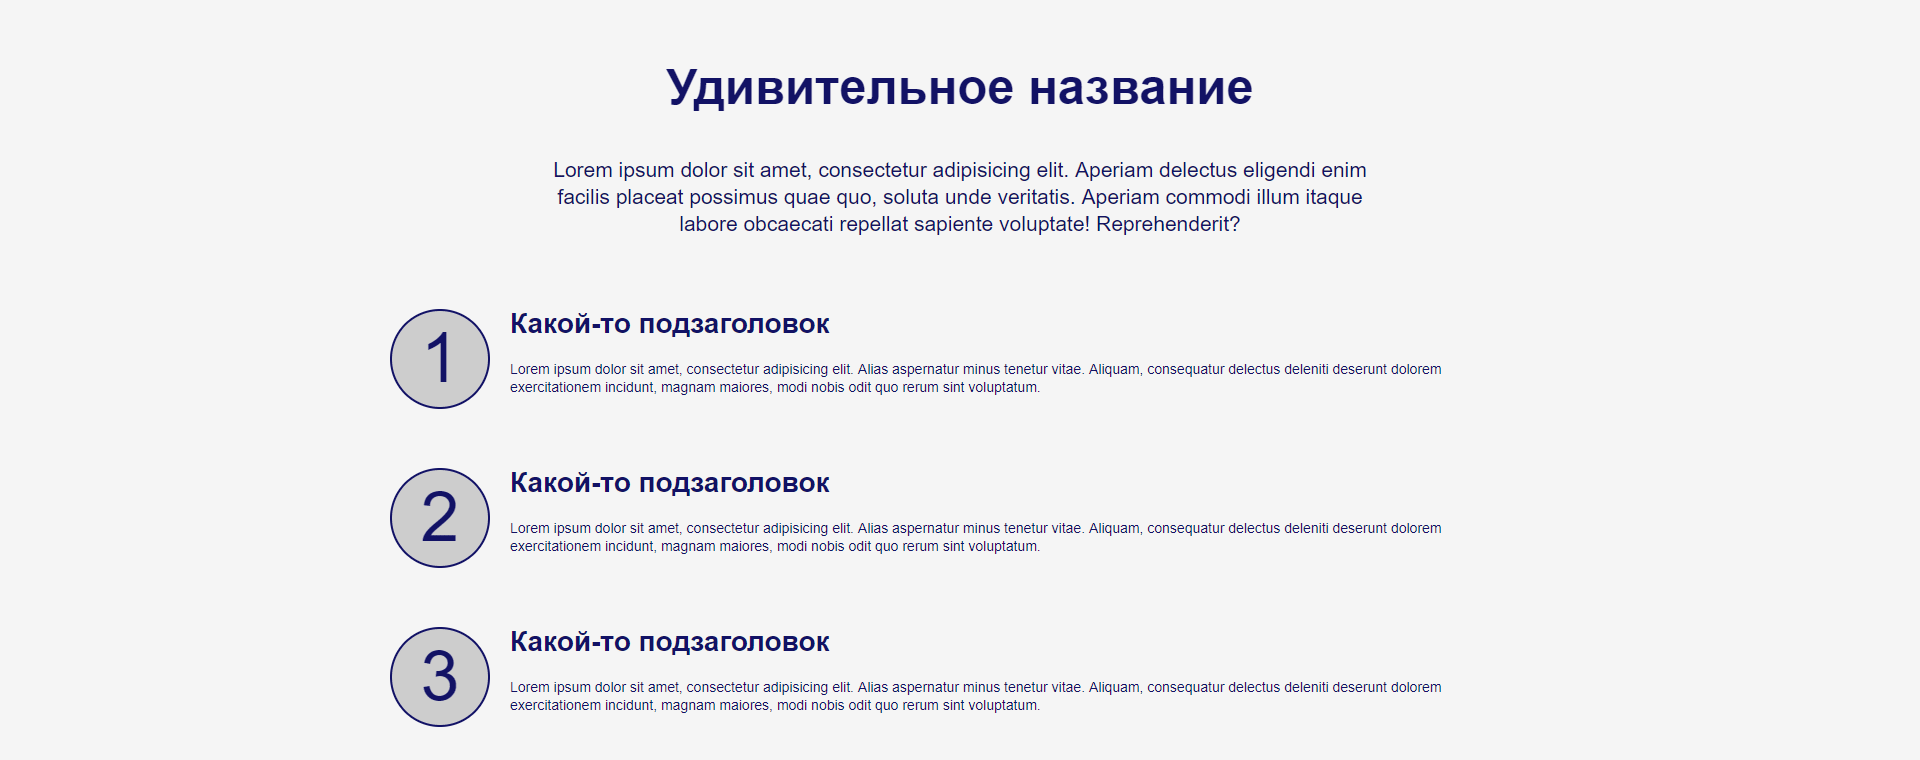 Удивительное название
Lorem ipsum dolor sit amet, consectetur adipisicing elit. Aperiam delectus eligendi enim
facilis placeat possimus quae quo, soluta unde veritatis. Aperiam commodi illum itaque
labore obcaecati repellat sapiente voluptate! Reprehenderit?
1
Какой-то подзаголовок
Lorem ipsum dolor sit amet, consectetur adipisicing elit. Alias aspernatur minus tenetur vitae. Aliquam, consequatur delectus deleniti deserunt dolorem
exercitationem incidunt, magnam maiores, modi nobis odit quo rerum sint voluptatum.
2
Какой-то подзаголовок
Lorem ipsum dolor sit amet, consectetur adipisicing elit. Alias aspernatur minus tenetur vitae. Aliquam, consequatur delectus deleniti deserunt dolorem
exercitationem incidunt, magnam maiores, modi nobis odit quo rerum sint voluptatum.
3
Какой-то подзаголовок
Lorem ipsum dolor sit amet, consectetur adipisicing elit. Alias aspernatur minus tenetur vitae. Aliquam, consequatur delectus deleniti deserunt dolorem
exercitationem incidunt, magnam maiores, modi nobis odit quo rerum sint voluptatum.